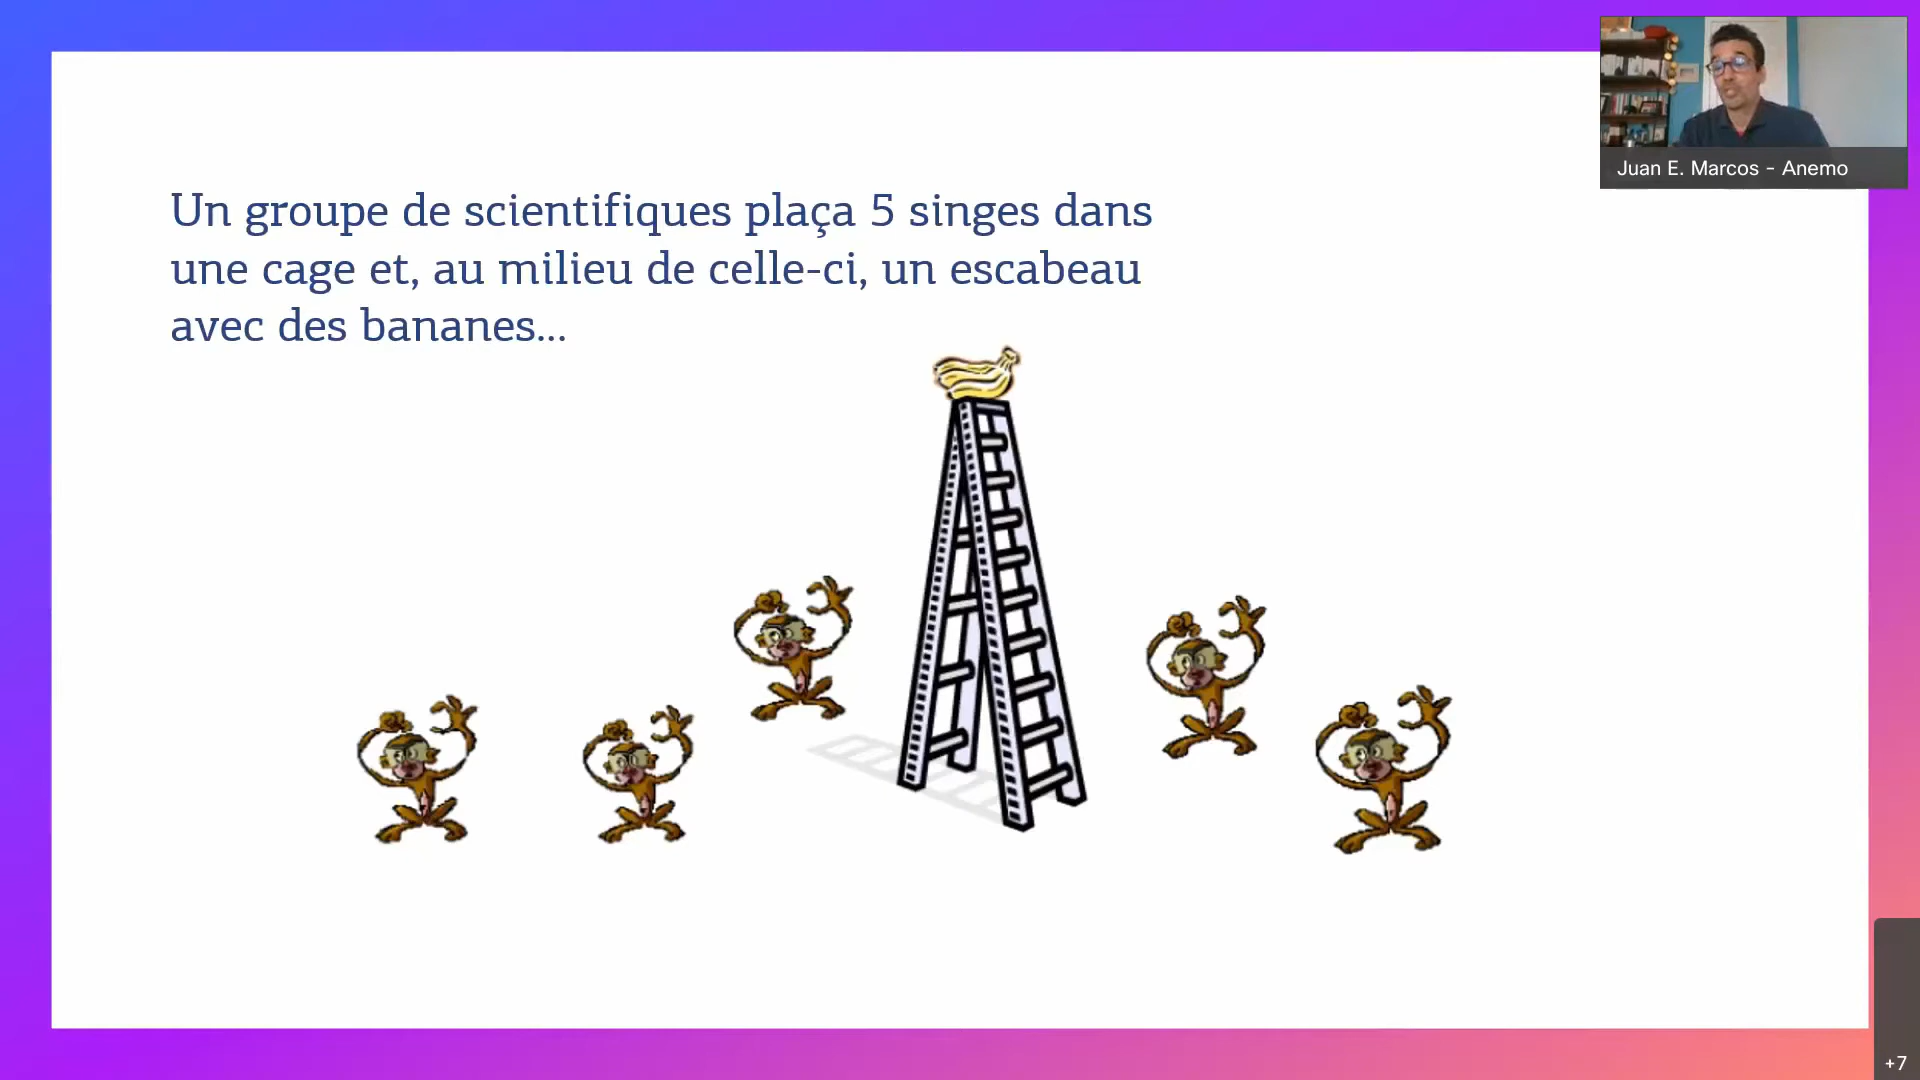 Juan E. Marcos - Anemo
Un groupe de scientifiques plaça 5 singes dans
une cage et, au milieu de celle-ci, un escabeau
avec des bananes...
+7